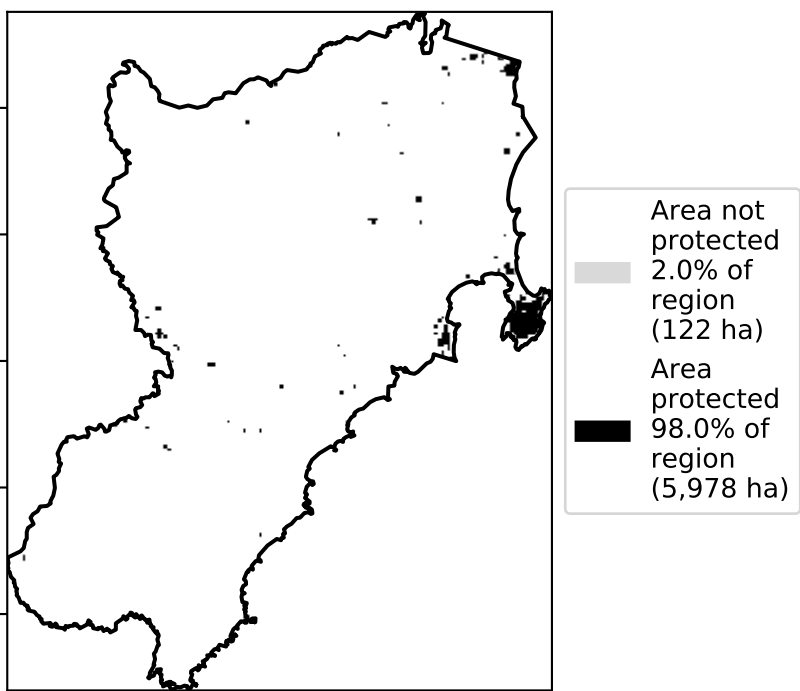 Area not
protected
2.0% of
region
(122 ha)
Area
protected
98.0% of
region
(5,978 ha)